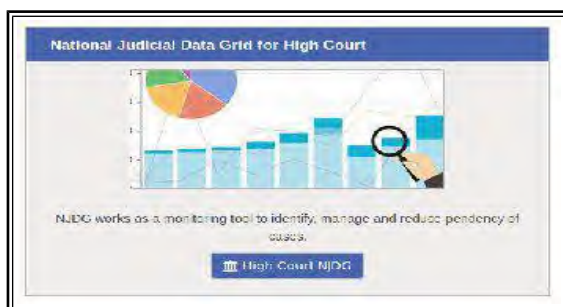 National Judicial Data Grid for High Court
NJDG works as a monitoring tool to identify, manage and reduce pendency of
cases.
High Court NJDG